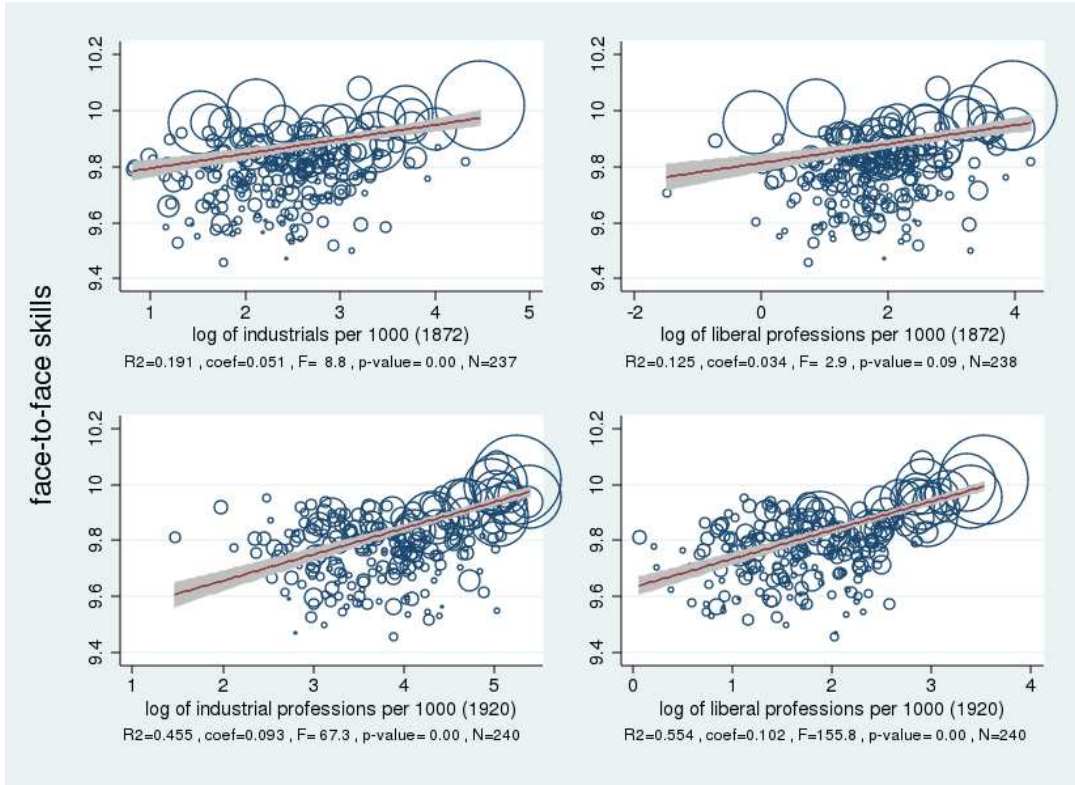 face-to-face skills
10.2
10
9.8
9.6
9.4
1 2 3 4 5
log of industrials per 1000 (1872)
R2=0.191 , coef=0.051 , F= 8.8 , p-value= 0.00 , N=237
10.2
10
9.8
9.6
9.4
-2 0 2 4
log of liberal professions per 1000 (1872)
R2=0.125 , coef=0.034 , F= 2.9 , p-value= 0.09 , N=238
10.2
10
9.8
9.6
9.4
1 2 3 4 5
log of industrial professions per 1000 (1920)
R2=0.455 , coef=0.093 , F= 67.3 , p-value= 0.00 , N=240
10.2
10
9.8
9.6
9.4
0 1 2 3 4
log of liberal professions per 1000 (1920)
R2=0.554 , coef=0.102 , F=155.8 , p-value= 0.00 , N=240